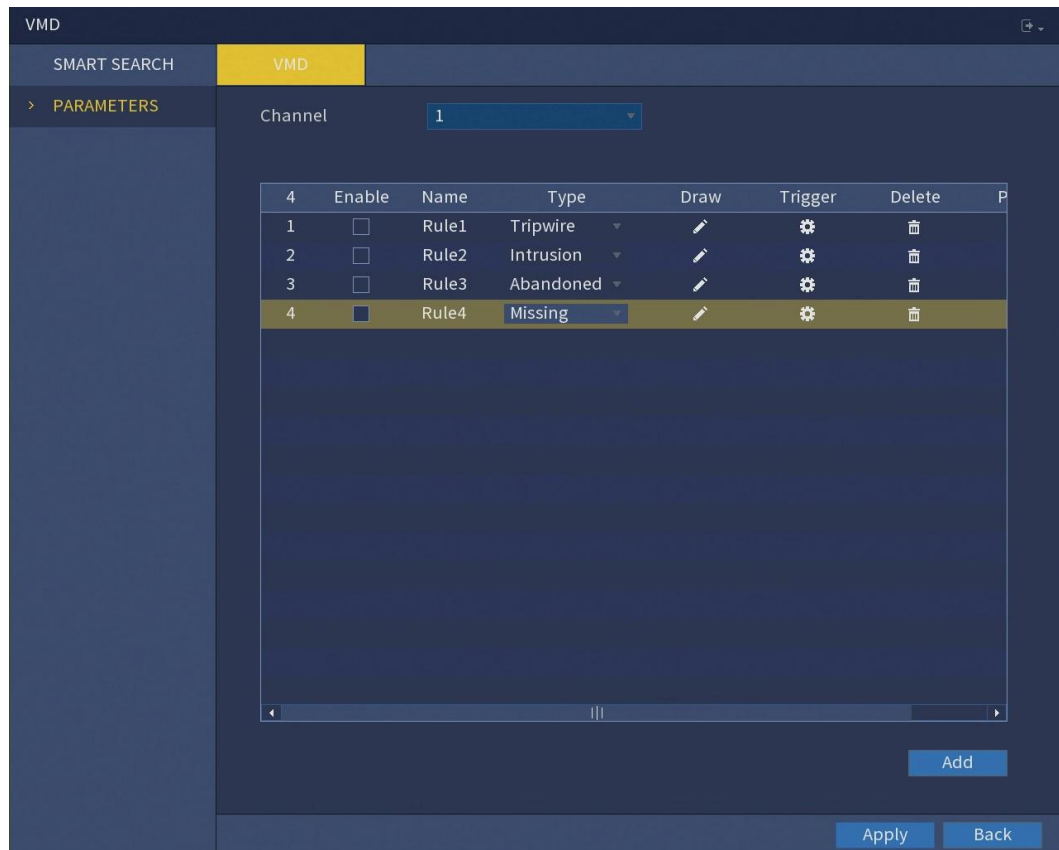 VMD
SMART SEARCH
VMD
PARAMETERS
Channel 1
4 Enable Name Type Draw Trigger Delete P
1 Rule1 Tripwire
2 Rule2 Intrusion
3 Rule3 Abandoned
4 Rule4 Missing
Add
Apply Back